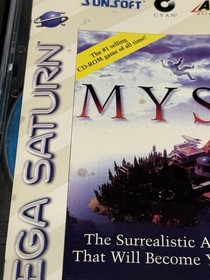 SUNSOFT
CYAN
The #1 selling
CD-ROM game of all time!
MYS
SEGA SATURN
The Surrealistic A
That Will Become Y